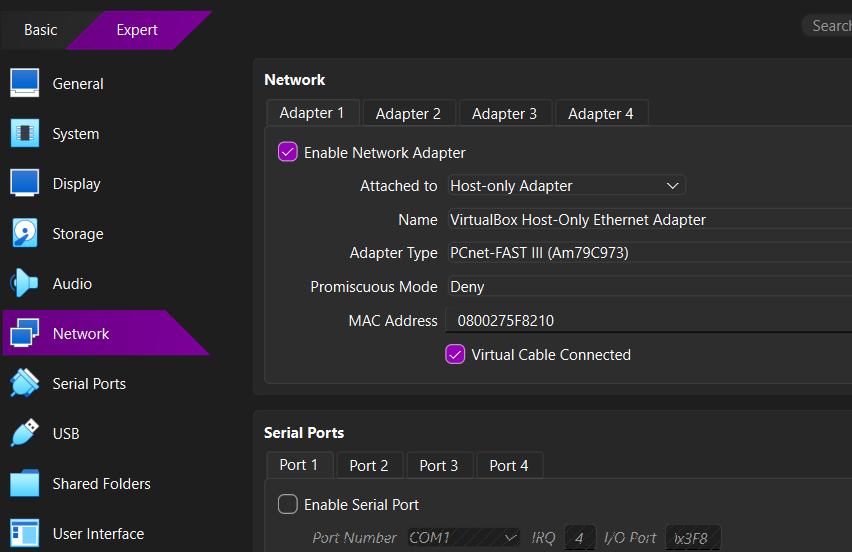 Basic
Expert
Search
General
System
Display
Storage
Audio
Network
Serial Ports
USB
Shared Folders
User Interface
Network
Adapter 1 Adapter 2 Adapter 3 Adapter 4
Enable Network Adapter
Attached to Host-only Adapter
Name VirtualBox Host-Only Ethernet Adapter
Adapter Type PCnet-FAST III (Am79C973)
Promiscuous Mode Deny
MAC Address 0800275F8210
Virtual Cable Connected
Serial Ports
Port 1 Port 2 Port 3 Port 4
Enable Serial Port
Port Number COM1 IRQ 4 I/O Port 0x3F8